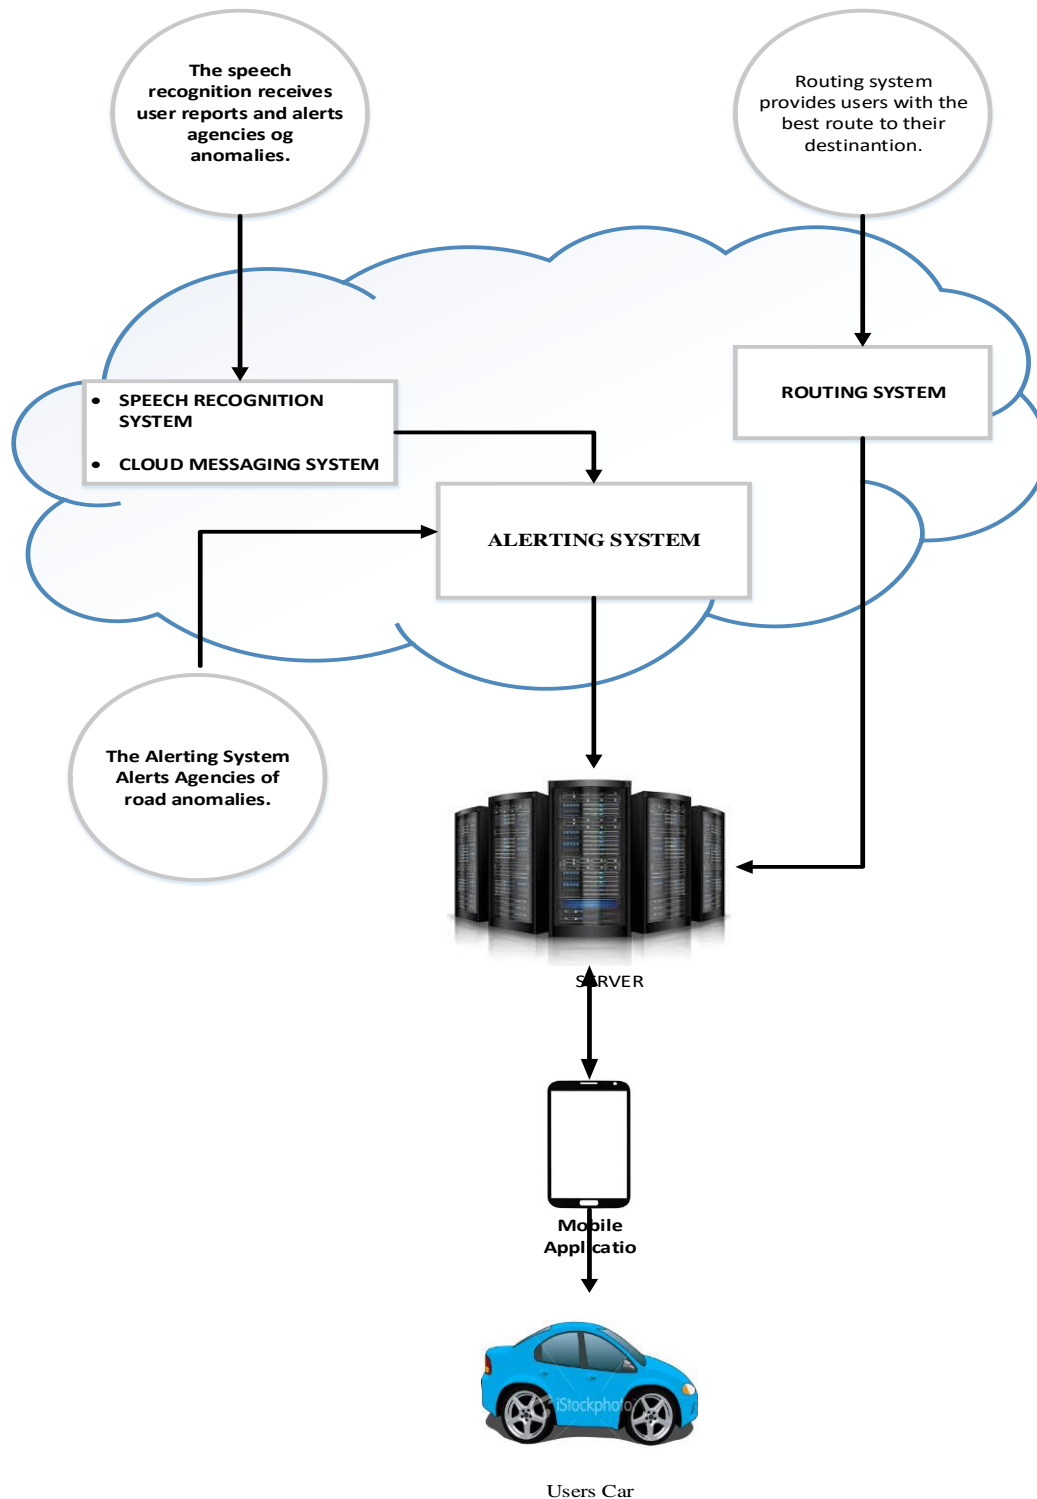 The speech
recognition receives
user reports and alerts
agencies og
anomalies.
Routing system
provides users with the
best route to their
destinantion.
• SPEECH RECOGNITION
SYSTEM
• CLOUD MESSAGING SYSTEM
ROUTING SYSTEM
ALERTING SYSTEM
The Alerting System
Alerts Agencies of
road anomalies.
SERVER
Mobile
Applicatio
iStockphoto
Users Car